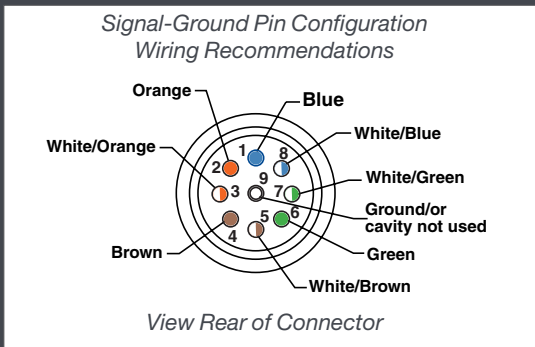 Signal-Ground Pin Configuration
Wiring Recommendations
Orange
Blue
White/Orange
White/Blue
1
8
2
9
White/Green
3
7
Ground/or
cavity not used
4
5
6
Brown
Green
White/Brown
View Rear of Connector